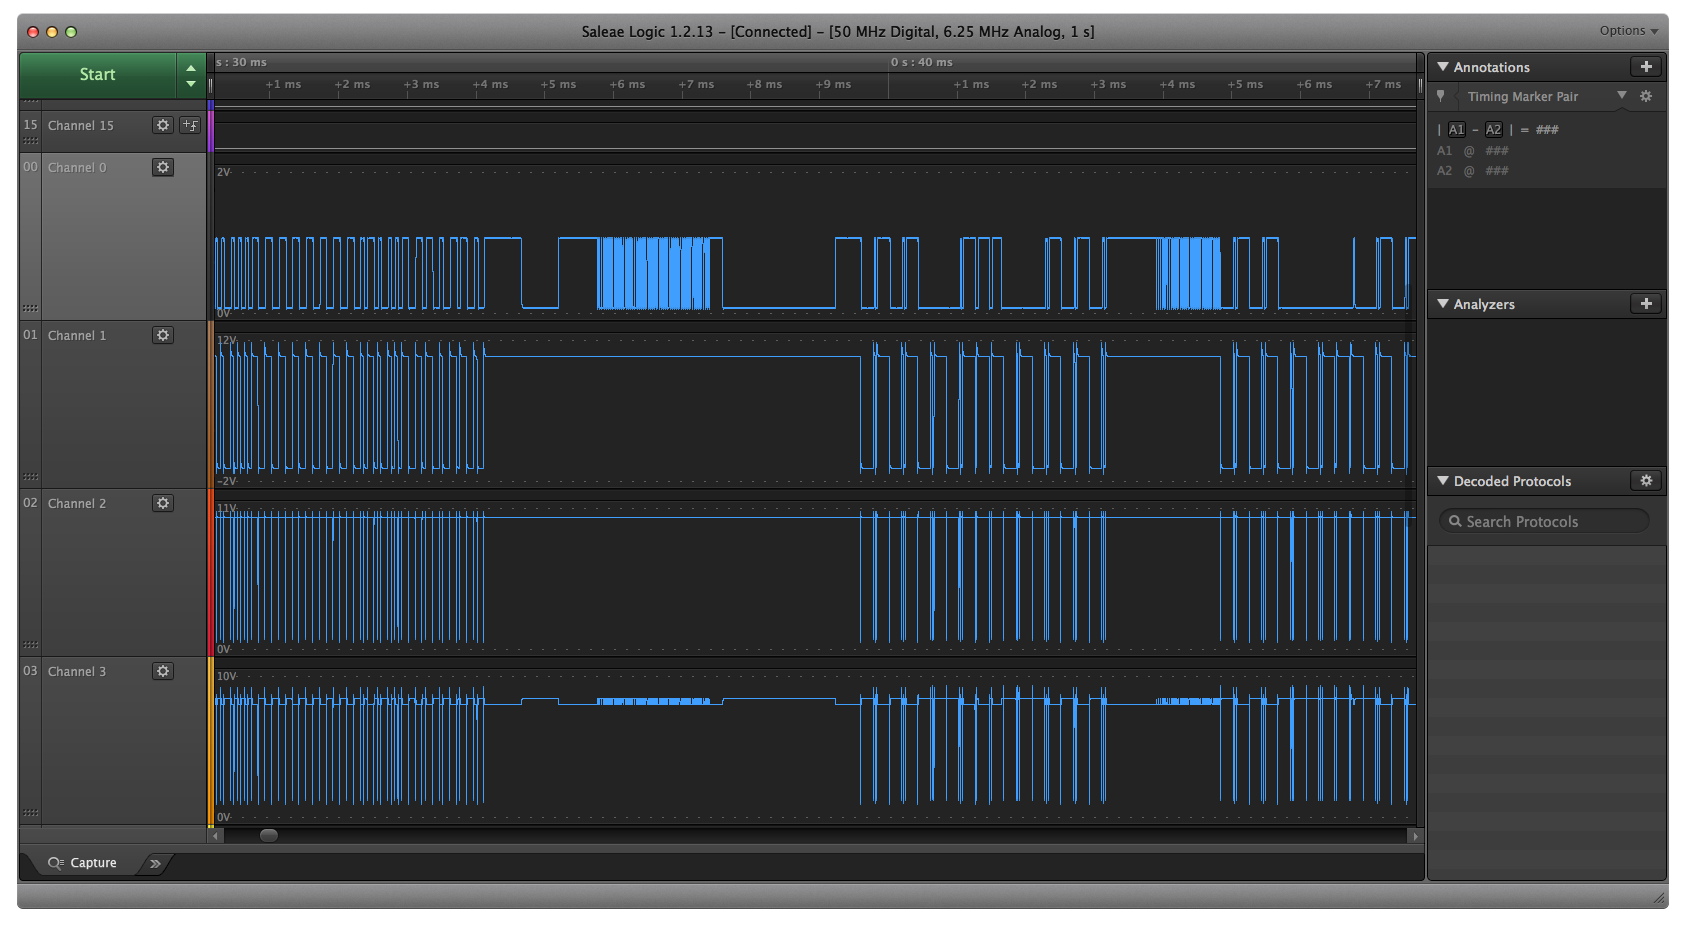 Saleae Logic 1.2.13 - [Connected] - [50 MHz Digital, 6.25 MHz Analog, 1 s]
Options
Start
s : 30 ms
0 s : 40 ms
+1 ms +2 ms +3 ms +4 ms +5 ms +6 ms +7 ms +8 ms +9 ms +1 ms +2 ms +3 ms +4 ms +5 ms +6 ms +7 ms
15 Channel 15
00 Channel 0
2V
0V
01 Channel 1
12V
-2V
02 Channel 2
11V
0V
03 Channel 3
10V
0V
Capture
Annotations
Timing Marker Pair
| A1 - A2 | = ###
A1 @ ###
A2 @ ###
Analyzers
Decoded Protocols
Search Protocols